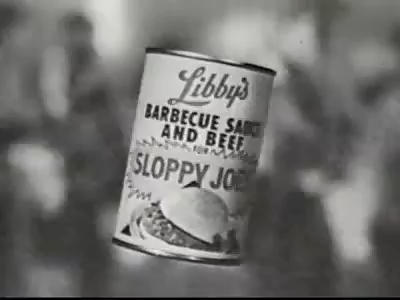 Libby's
BARBECUE SAUCE
AND BEEF
FOR
SLOPPY JOES